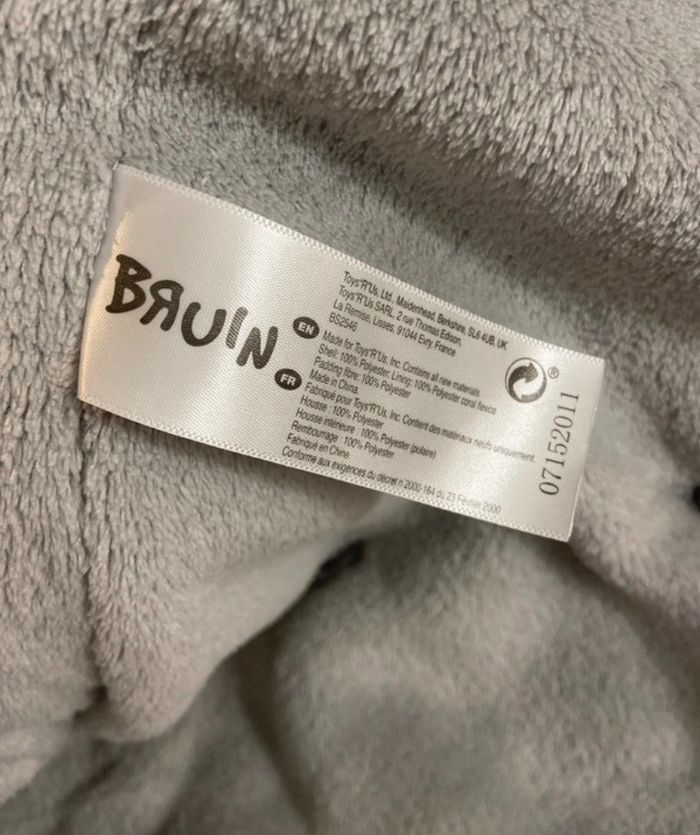 BRUIN.
Toys"R"Us, Ltd., Maidenhead, Berkshire, SL6 4UB, UK
Toys"R"Us SARL, 2 rue Thomas Edison,
La Remise, Lisses, 91044 Evry, France
BS2546
EN
Made for Toys"R"Us, Inc. Contains all new materials.
Shell: 100% Polyester, Lining: 100% Polyester coral fleece
Padding fibre: 100% Polyester
Made in China
FR
Fabriqué pour Toys"R"Us, Inc. Contient des matériaux neufs uniquement.
Housse : 100% Polyester
Housse intérieure : 100% Polyester (polaire)
Rembourrage : 100% Polyester
Fabriqué en Chine
Conforme aux exigences du décret n 2000-164 du 23 Février 2000
®
07152011